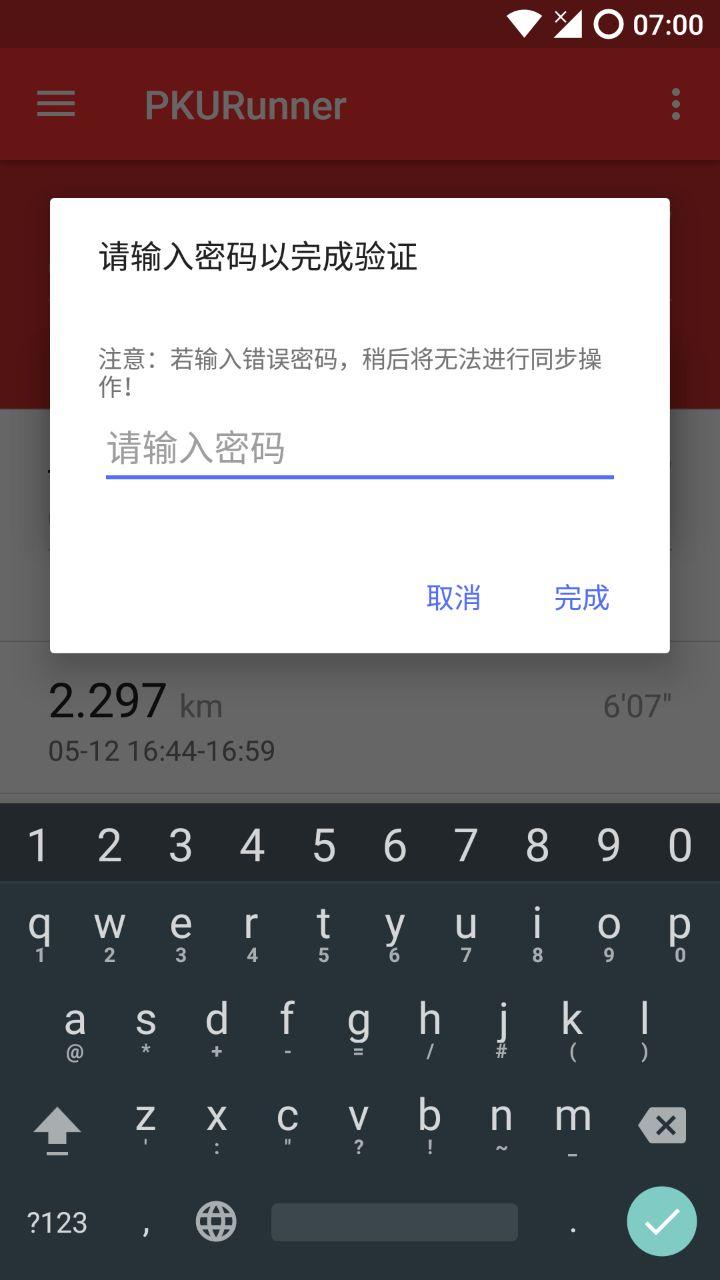 07:00
PKURunner
请输入密码以完成验证
注意：若输入错误密码，稍后将无法进行同步操
作！
请输入密码
取消 完成
2.297 km 6'07"
05-12 16:44-16:59
1 2 3 4 5 6 7 8 9 0
q w e r t y u i o p
1 2 3 4 5 6 7 8 9 0
a s d f g h j k l
@ * + - = / # ( )
z x c v b n m
' : " ? ! ~ _
?123 , .